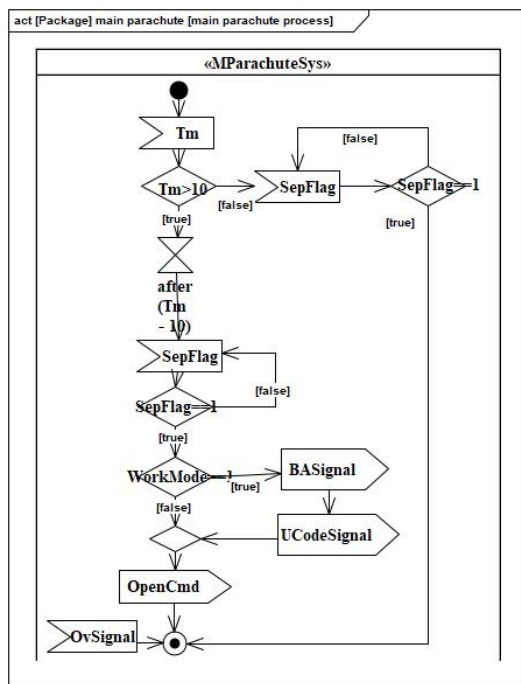 act [Package] main parachute [main parachute process]
«MParachuteSys»
Tm
[false]
Tm>10
[false]
SepFlag
SepFlag==1
[true]
[true]
after
(Tm
- 10)
SepFlag
[false]
SepFlag==1
[true]
WorkMode==1
[true]
BASignal
[false]
UCodeSignal
OpenCmd
OvSignal